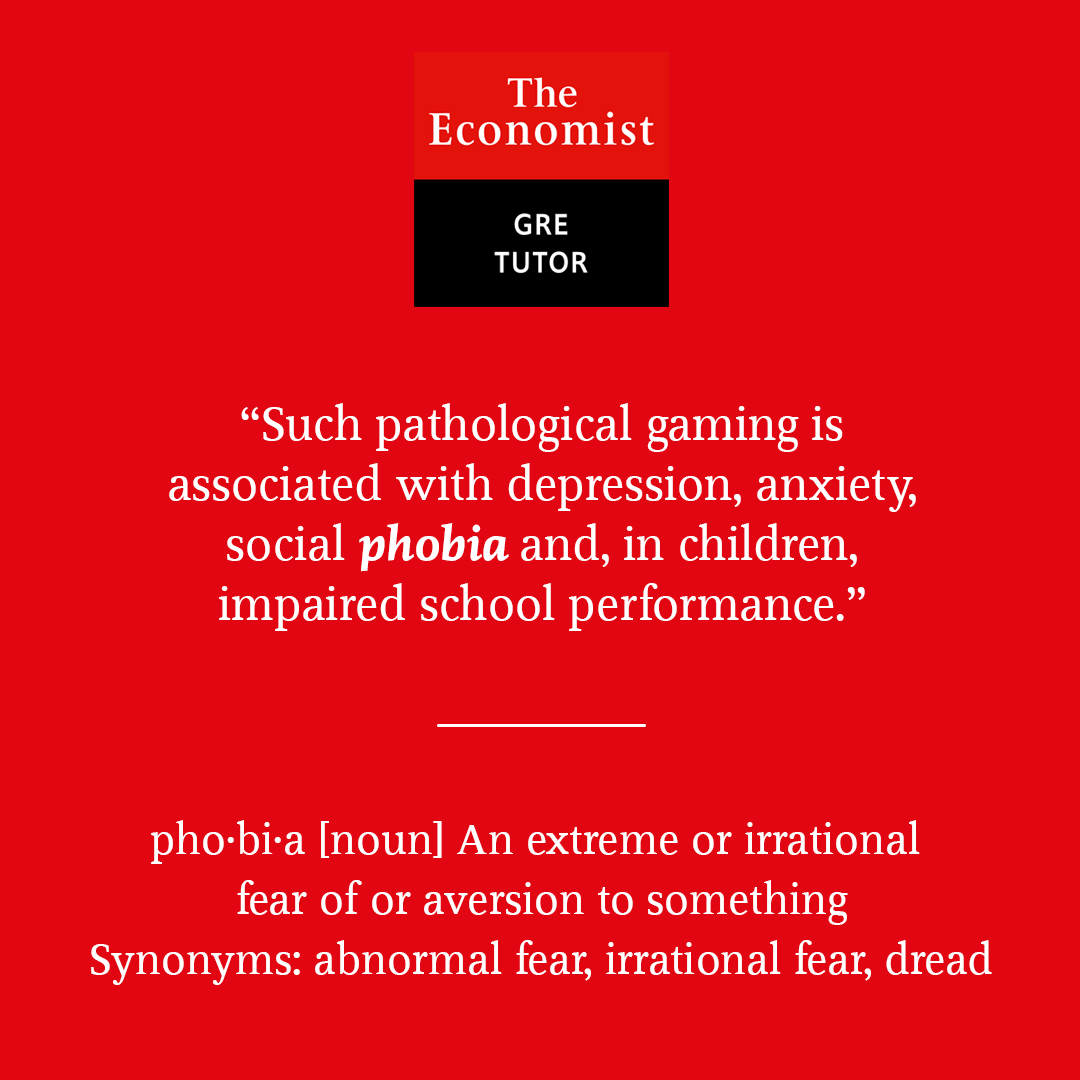 The
Economist
GRE
TUTOR
“Such pathological gaming is
associated with depression, anxiety,
social phobia and, in children,
impaired school performance.”
pho·bi·a [noun] An extreme or irrational
fear of or aversion to something
Synonyms: abnormal fear, irrational fear, dread